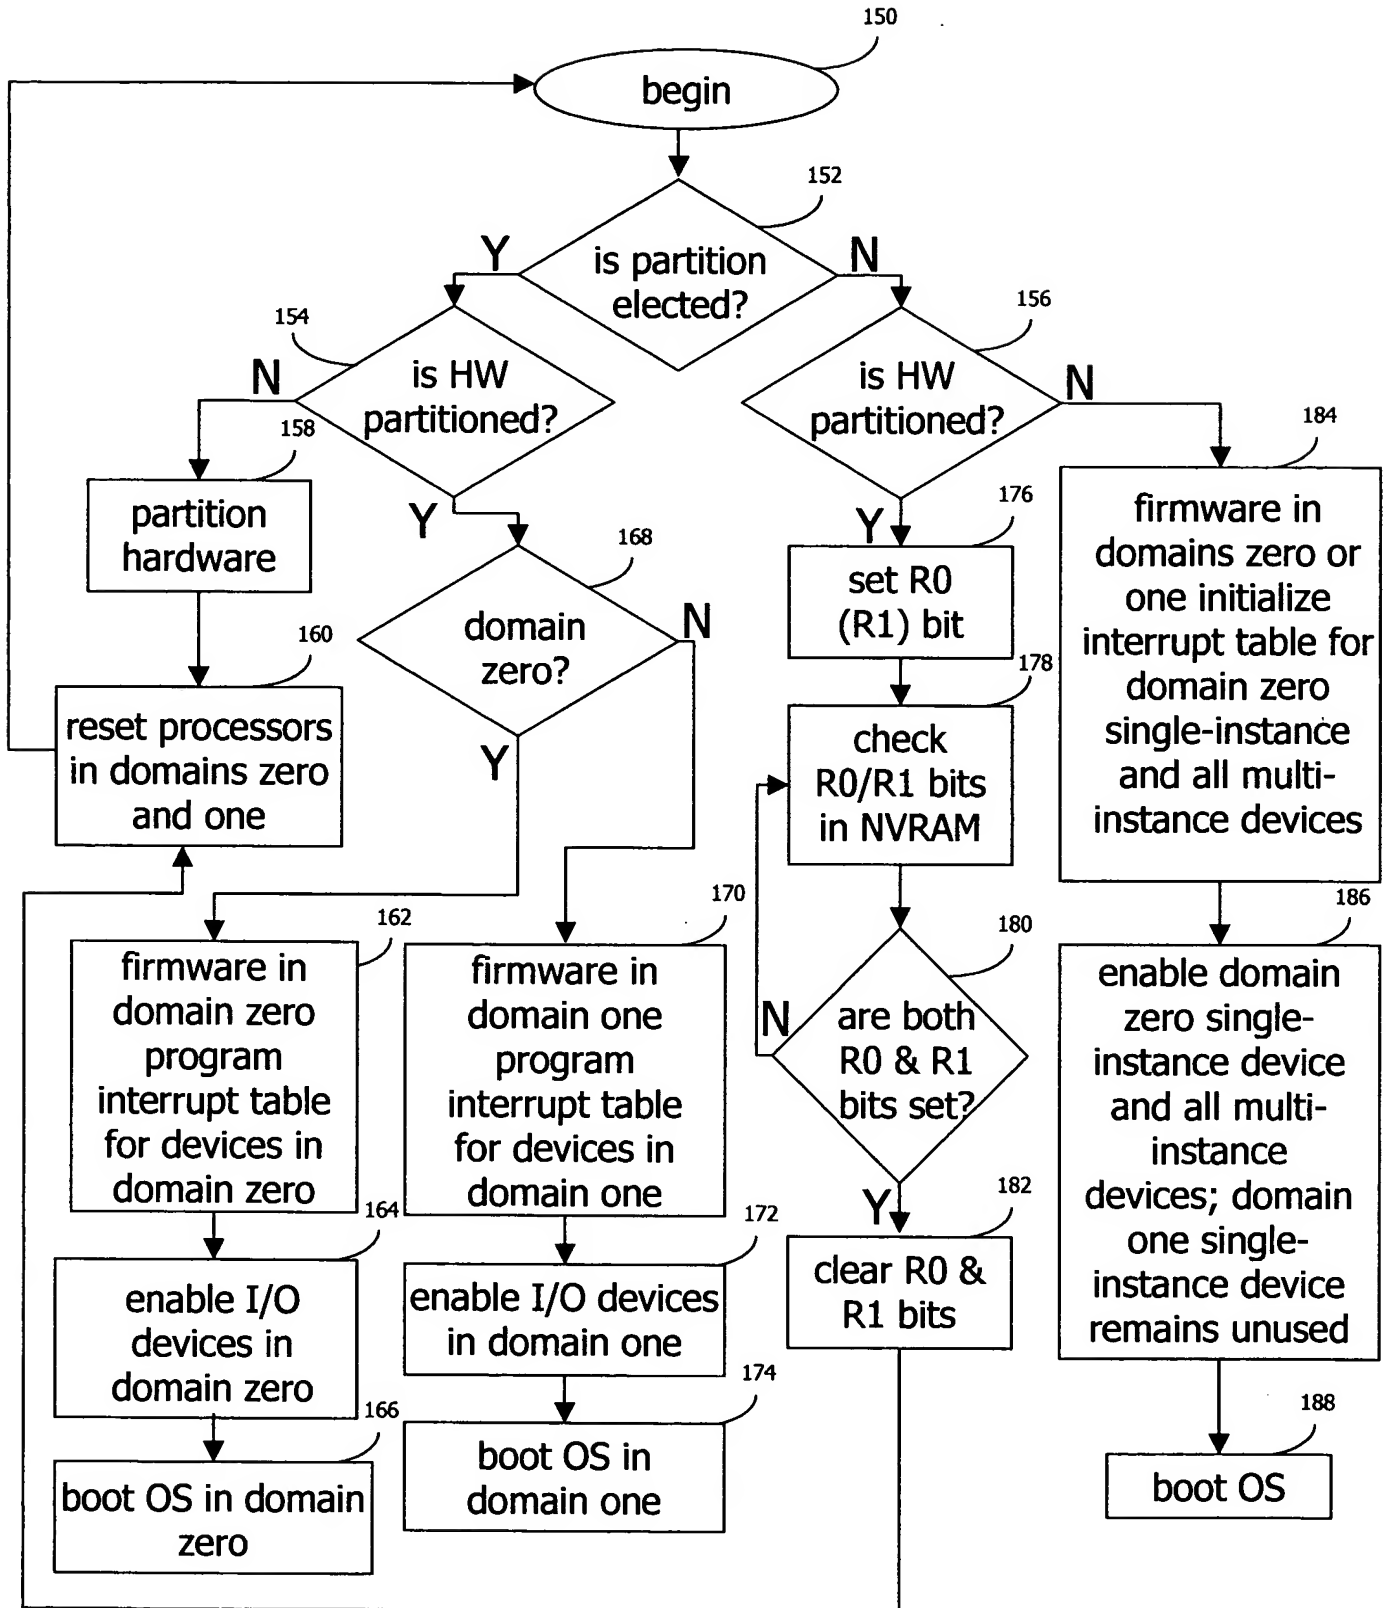 150
begin
152
is partition
elected?
Y
N
154
is HW
partitioned?
N
Y
156
is HW
partitioned?
N
Y
158
partition
hardware
160
reset processors
in domains zero
and one
168
domain
zero?
N
Y
176
set R0
(R1) bit
178
check
R0/R1 bits
in NVRAM
180
are both
R0 & R1
bits set?
N
Y
182
clear R0 &
R1 bits
184
firmware in
domains zero or
one initialize
interrupt table for
domain zero
single-instance
and all multi-
instance devices
186
enable domain
zero single-
instance device
and all multi-
instance
devices; domain
one single-
instance device
remains unused
188
boot OS
162
firmware in
domain zero
program
interrupt table
for devices in
domain zero
164
enable I/O
devices in
domain zero
166
boot OS in domain
zero
170
firmware in
domain one
program
interrupt table
for devices in
domain one
172
enable I/O devices
in domain one
174
boot OS in
domain one